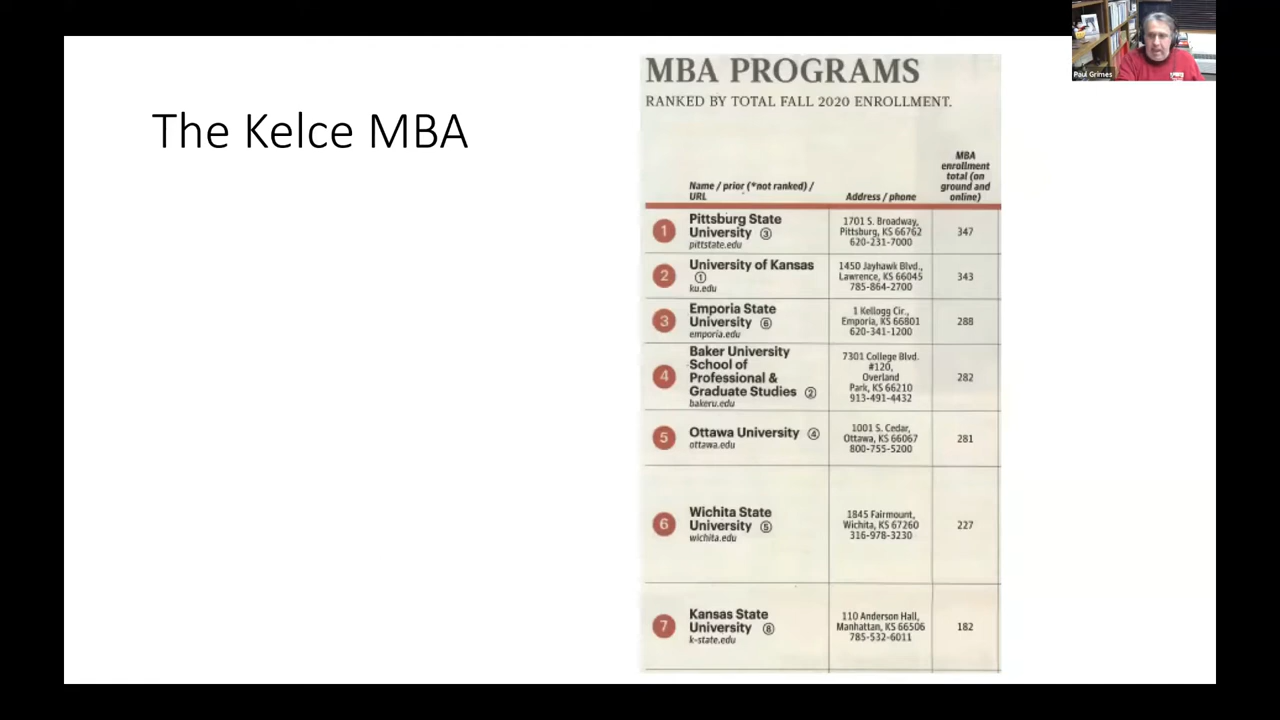 The Kelce MBA
MBA PROGRAMS
RANKED BY TOTAL FALL 2020 ENROLLMENT.
Name / prior (*not ranked) /
URL
Address / phone
MBA
enrollment
total (on
ground and
online)
1
Pittsburg State
University ③
pittstate.edu
1701 S. Broadway,
Pittsburg, KS 66762
620-231-7000
347
2
University of Kansas
①
ku.edu
1450 Jayhawk Blvd.,
Lawrence, KS 66045
785-864-2700
343
3
Emporia State
University ⑥
emporia.edu
1 Kellogg Cir.,
Emporia, KS 66801
620-341-1200
288
4
Baker University
School of
Professional &
Graduate Studies ②
bakeru.edu
7301 College Blvd.
#120,
Overland
Park, KS 66210
913-491-4432
282
5
Ottawa University ④
ottawa.edu
1001 S. Cedar,
Ottawa, KS 66067
800-755-5200
281
6
Wichita State
University ⑤
wichita.edu
1845 Fairmount,
Wichita, KS 67260
316-978-3230
227
7
Kansas State
University ⑧
k-state.edu
110 Anderson Hall,
Manhattan, KS 66506
785-532-6011
182
Paul Grimes